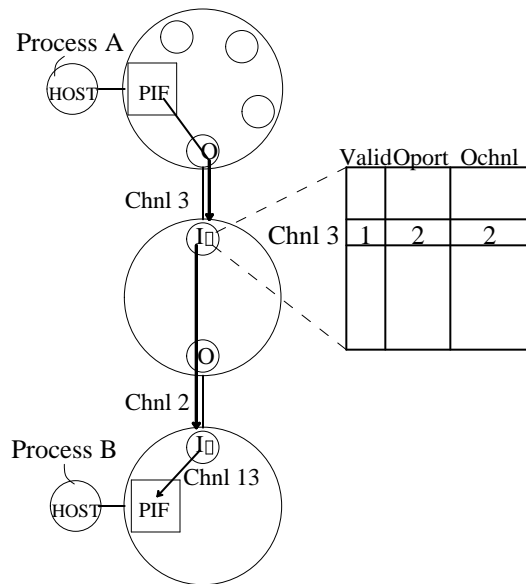 Process A
HOST
PIF
O
Valid Oport Ochnl
Chnl 3
I
Chnl 3 1 2 2
O
Chnl 2
Process B
I
Chnl 13
HOST
PIF